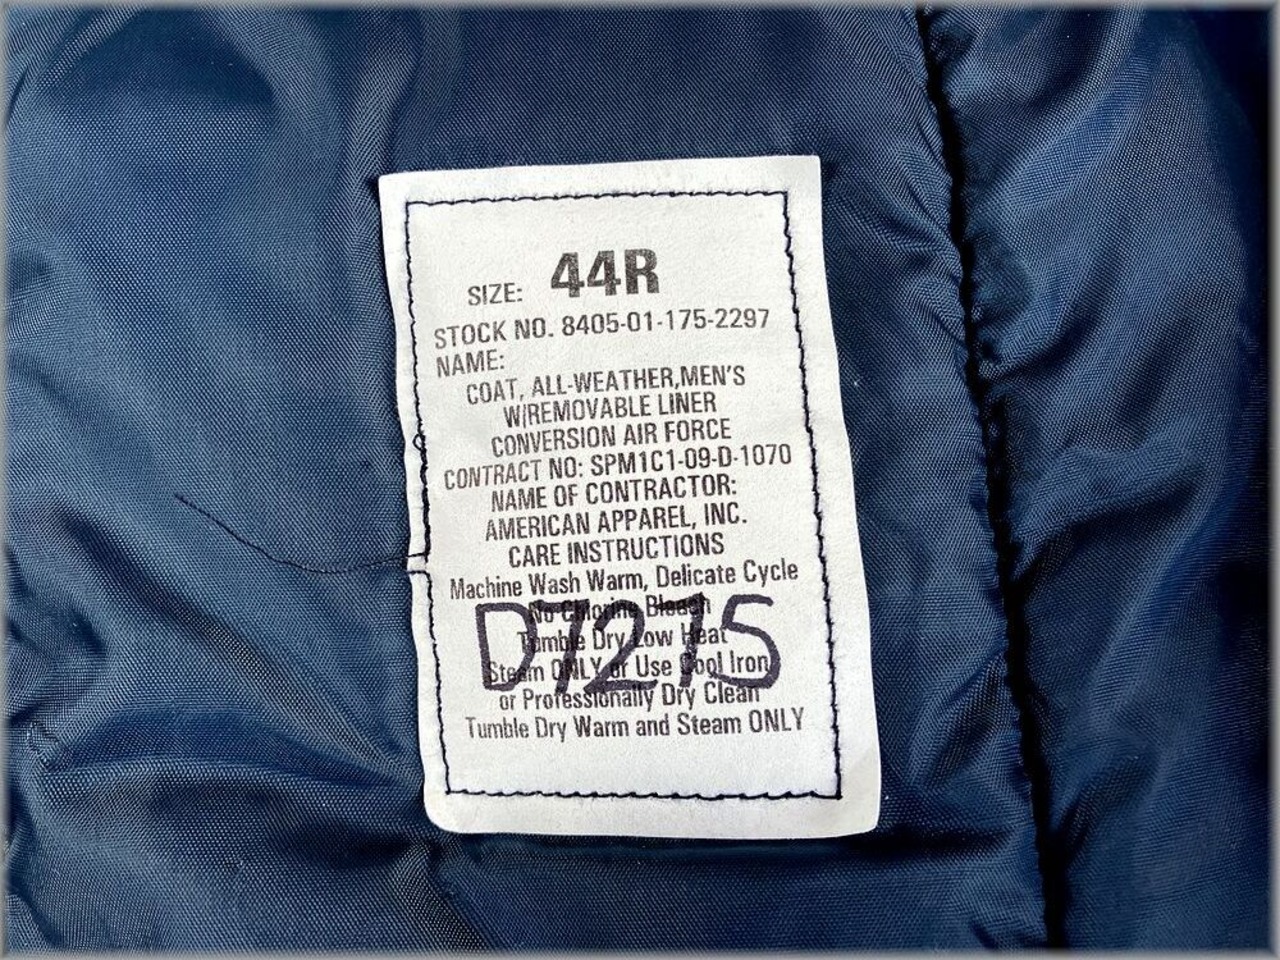 SIZE: 44R
STOCK NO. 8405-01-175-2297
NAME:
COAT, ALL-WEATHER,MEN'S
W/REMOVABLE LINER
CONVERSION AIR FORCE
CONTRACT NO: SPM1C1-09-D-1070
NAME OF CONTRACTOR:
AMERICAN APPAREL, INC.
CARE INSTRUCTIONS
Machine Wash Warm, Delicate Cycle
No Chlorine Bleach
D7275
Tumble Dry Low Heat
Steam ONLY or Use Cool Iron
or Professionally Dry Clean
Tumble Dry Warm and Steam ONLY